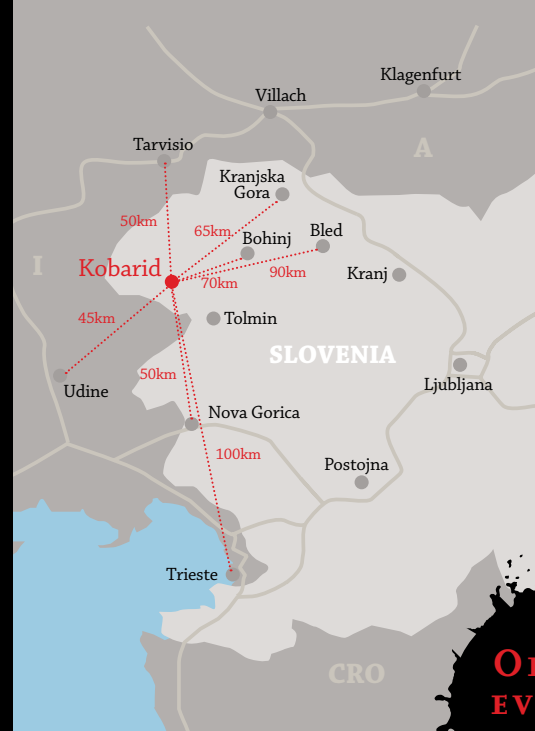 Klagenfurt
Villach
A
Tarvisio
Kranjska
Gora
50km
65km
Bohinj
Bled
I
Kobarid
90km
70km
Kranj
45km
Tolmin
SLOVENIA
50km
Udine
Ljubljana
Nova Gorica
100km
Postojna
Trieste
CRO
EV